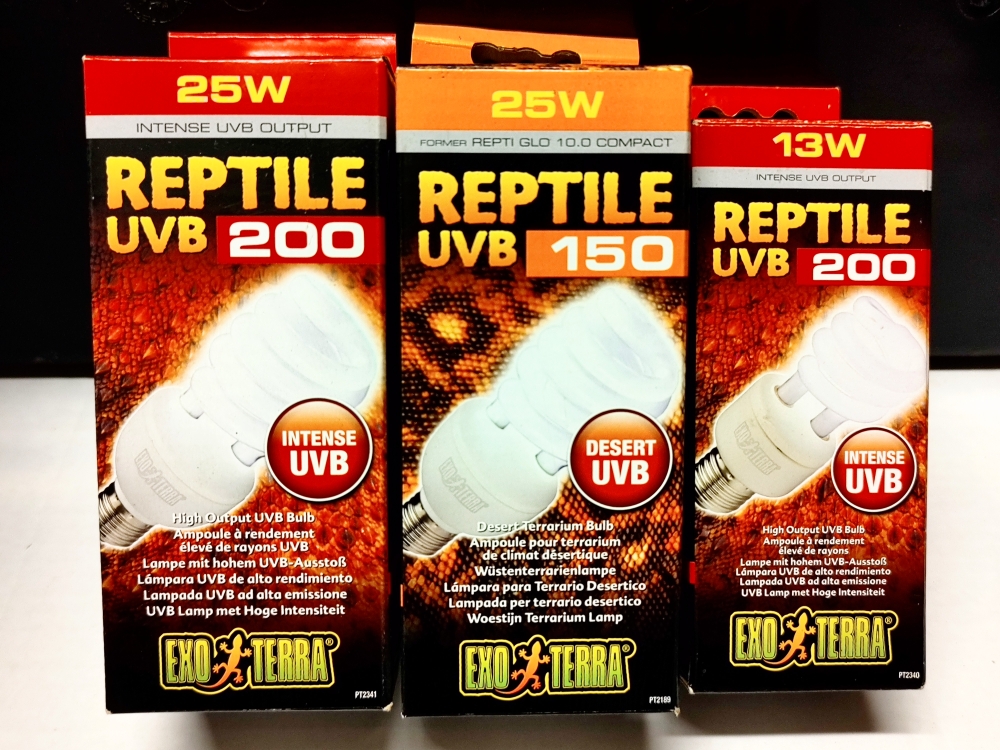 25W
INTENSE UVB OUTPUT
REPTILE
UVB 200
INTENSE
UVB
High Output UVB Bulb
Ampoule à rendement
élevé de rayons UVB
Lampe mit hohem UVB-Ausstoß
Lámpara UVB de alto rendimiento
Lampada UVB ad alta emissione
UVB Lamp met Hoge Intensiteit
EXO TERRA®
PT2341
25W
FORMER REPTI GLO 10.0 COMPACT
REPTILE
UVB 150
DESERT
UVB
Desert Terrarium Bulb
Ampoule pour terrarium
de climat désertique
Wüstenterrarienlampe
Lámpara para Terrario Desertico
Lampada per terrario desertico
Woestijn Terrarium Lamp
EXO TERRA®
PT2189
13W
INTENSE UVB OUTPUT
REPTILE
UVB 200
INTENSE
UVB
High Output UVB Bulb
Ampoule à rendement
élevé de rayons
Lampe mit hohem UVB-Ausstoß
Lámpara UVB de alto rendimiento
Lampada UVB ad alta emissione
UVB Lamp met Hoge Intensiteit
EXO TERRA®
PT2340